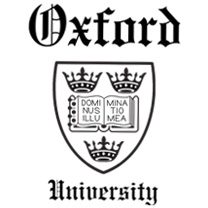 Oxford
DOMI MINA
NUS TIO
ILLU MEA
University